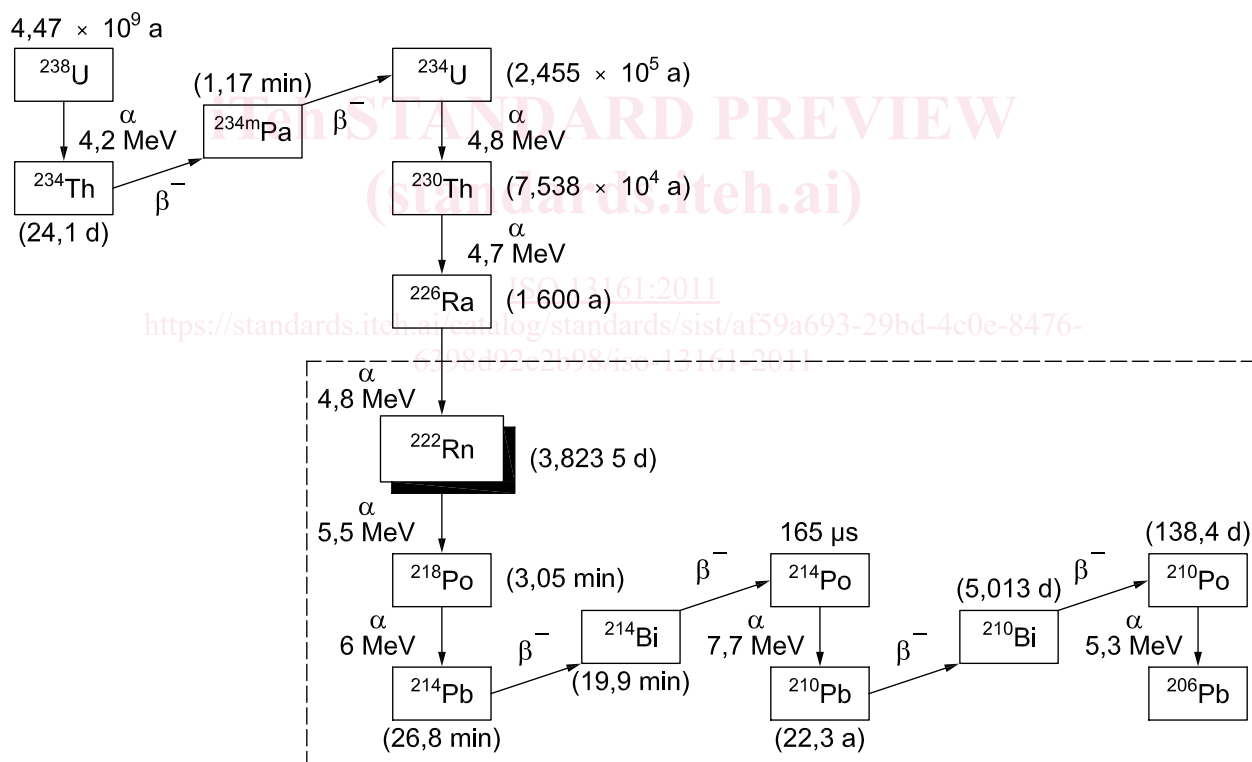 4,47 × 10⁹ a
²³⁸U
(1,17 min)
²³⁴U
(2,455 × 10⁵ a)
α
4,2 MeV
²³⁴ᵐPa
β⁻
α
4,8 MeV
iTeh STANDARD PREVIEW
²³⁴Th
β⁻
(24,1 d)
²³⁰Th
(7,538 × 10⁴ a)
(standards.iteh.ai)
α
4,7 MeV
²²⁶Ra
(1 600 a)
ISO 13161:2011
https://standards.iteh.ai/catalog/standards/sist/af59a693-29bd-4c0e-8476-
6398d92c2b98/iso-13161-2011
α
4,8 MeV
²²²Rn
(3,823 5 d)
α
5,5 MeV
165 µs
(138,4 d)
²¹⁸Po
(3,05 min)
β⁻
²¹⁴Po
(5,013 d)
β⁻
²¹⁰Po
α
6 MeV
β⁻
²¹⁴Bi
α
7,7 MeV
β⁻
²¹⁰Bi
α
5,3 MeV
²¹⁴Pb
(19,9 min)
²¹⁰Pb
²⁰⁶Pb
(26,8 min)
(22,3 a)